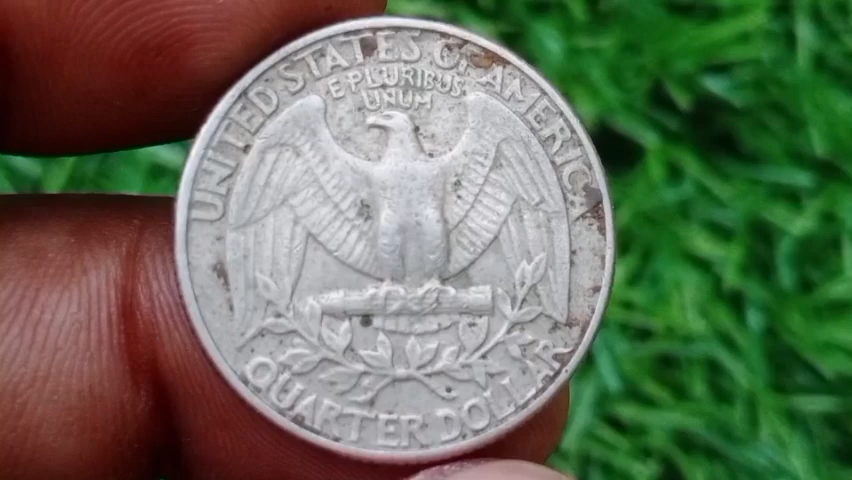 UNITED STATES OF AMERICA
E PLURIBUS
UNUM
QUARTER DOLLAR